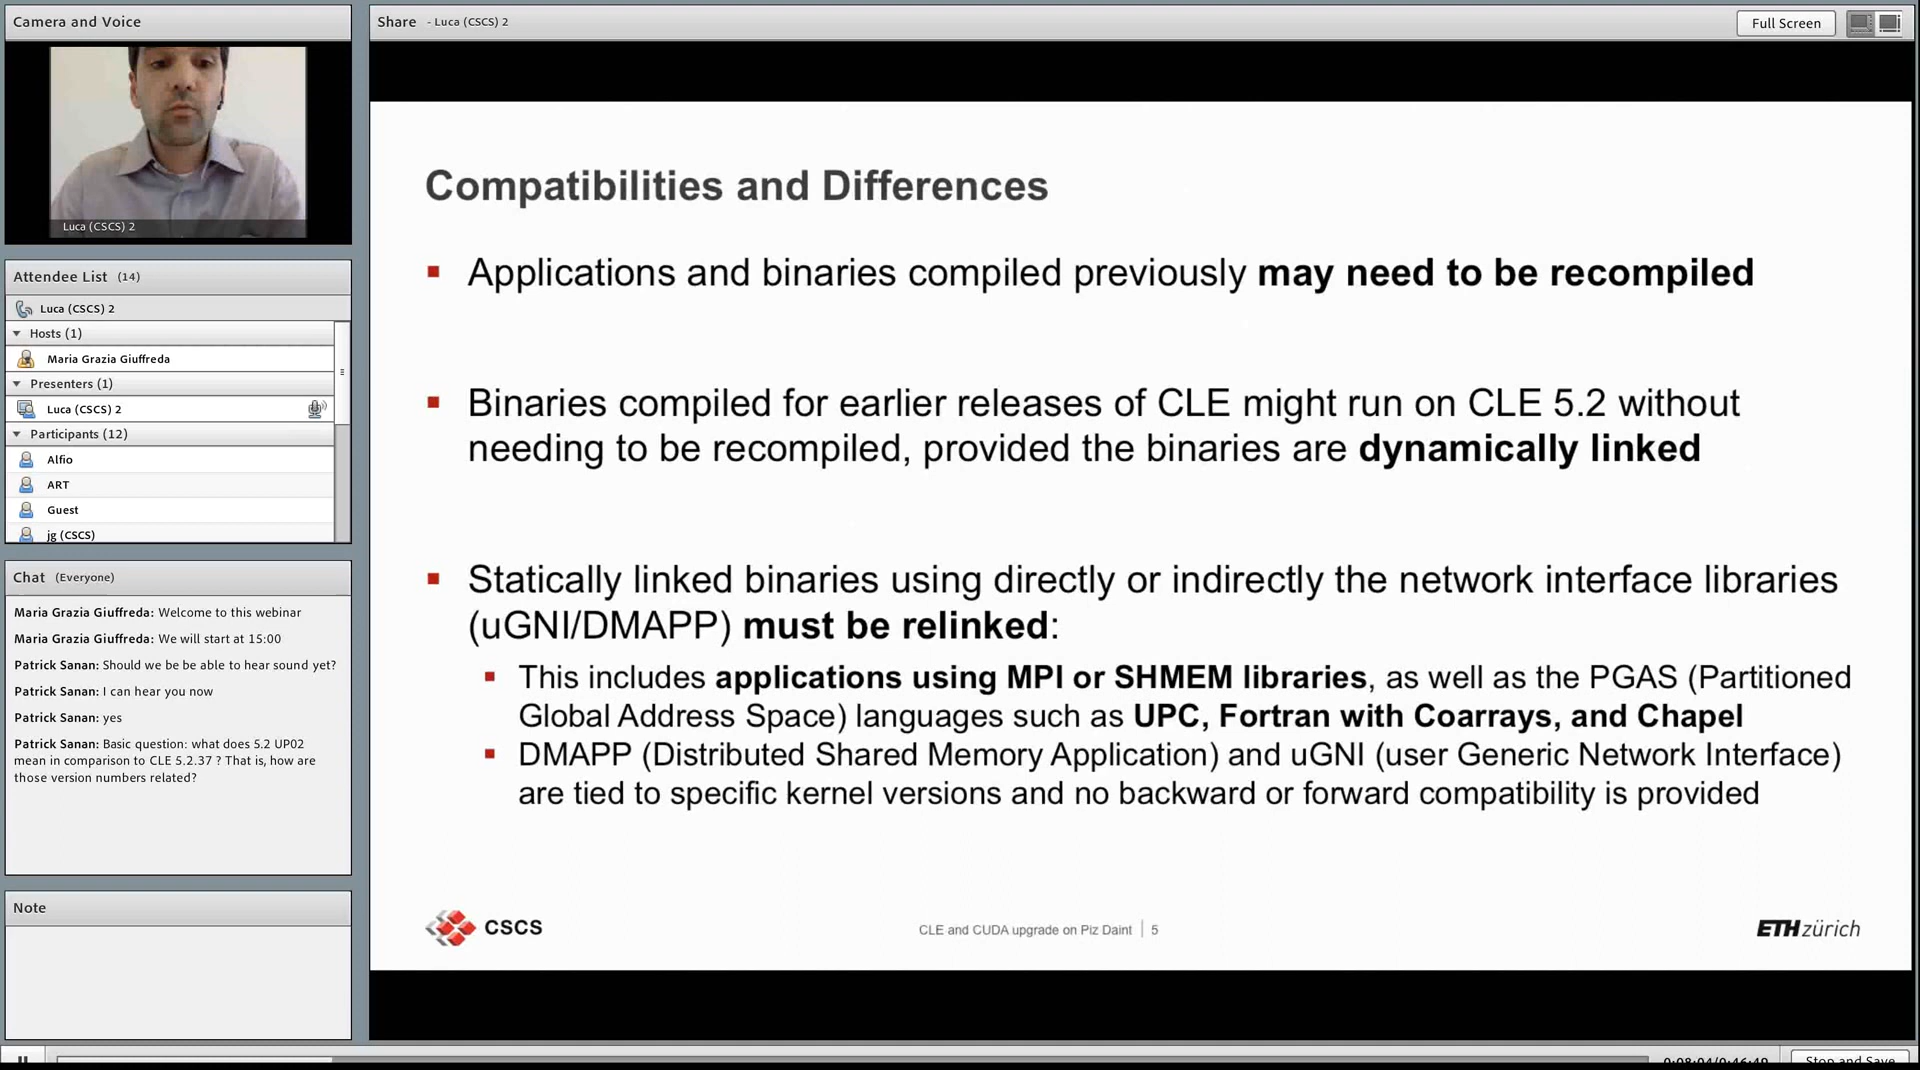 Camera and Voice
Luca (CSCS) 2
Attendee List (14)
Luca (CSCS) 2
Hosts (1)
Maria Grazia Giuffreda
Presenters (1)
Luca (CSCS) 2
Participants (12)
Alfio
ART
Guest
jg (CSCS)
Chat (Everyone)
Maria Grazia Giuffreda: Welcome to this webinar
Maria Grazia Giuffreda: We will start at 15:00
Patrick Sanan: Should we be be able to hear sound yet?
Patrick Sanan: I can hear you now
Patrick Sanan: yes
Patrick Sanan: Basic question: what does 5.2 UP02
mean in comparison to CLE 5.2.37 ? That is, how are
those version numbers related?
Note
Share - Luca (CSCS) 2
Full Screen
Compatibilities and Differences
Applications and binaries compiled previously may need to be recompiled
Binaries compiled for earlier releases of CLE might run on CLE 5.2 without
needing to be recompiled, provided the binaries are dynamically linked
Statically linked binaries using directly or indirectly the network interface libraries
(uGNI/DMAPP) must be relinked:
This includes applications using MPI or SHMEM libraries, as well as the PGAS (Partitioned
Global Address Space) languages such as UPC, Fortran with Coarrays, and Chapel
DMAPP (Distributed Shared Memory Application) and uGNI (user Generic Network Interface)
are tied to specific kernel versions and no backward or forward compatibility is provided
CSCS
CLE and CUDA upgrade on Piz Daint | 5
ETH zürich
0:08:04/0:46:49
Stop and Save